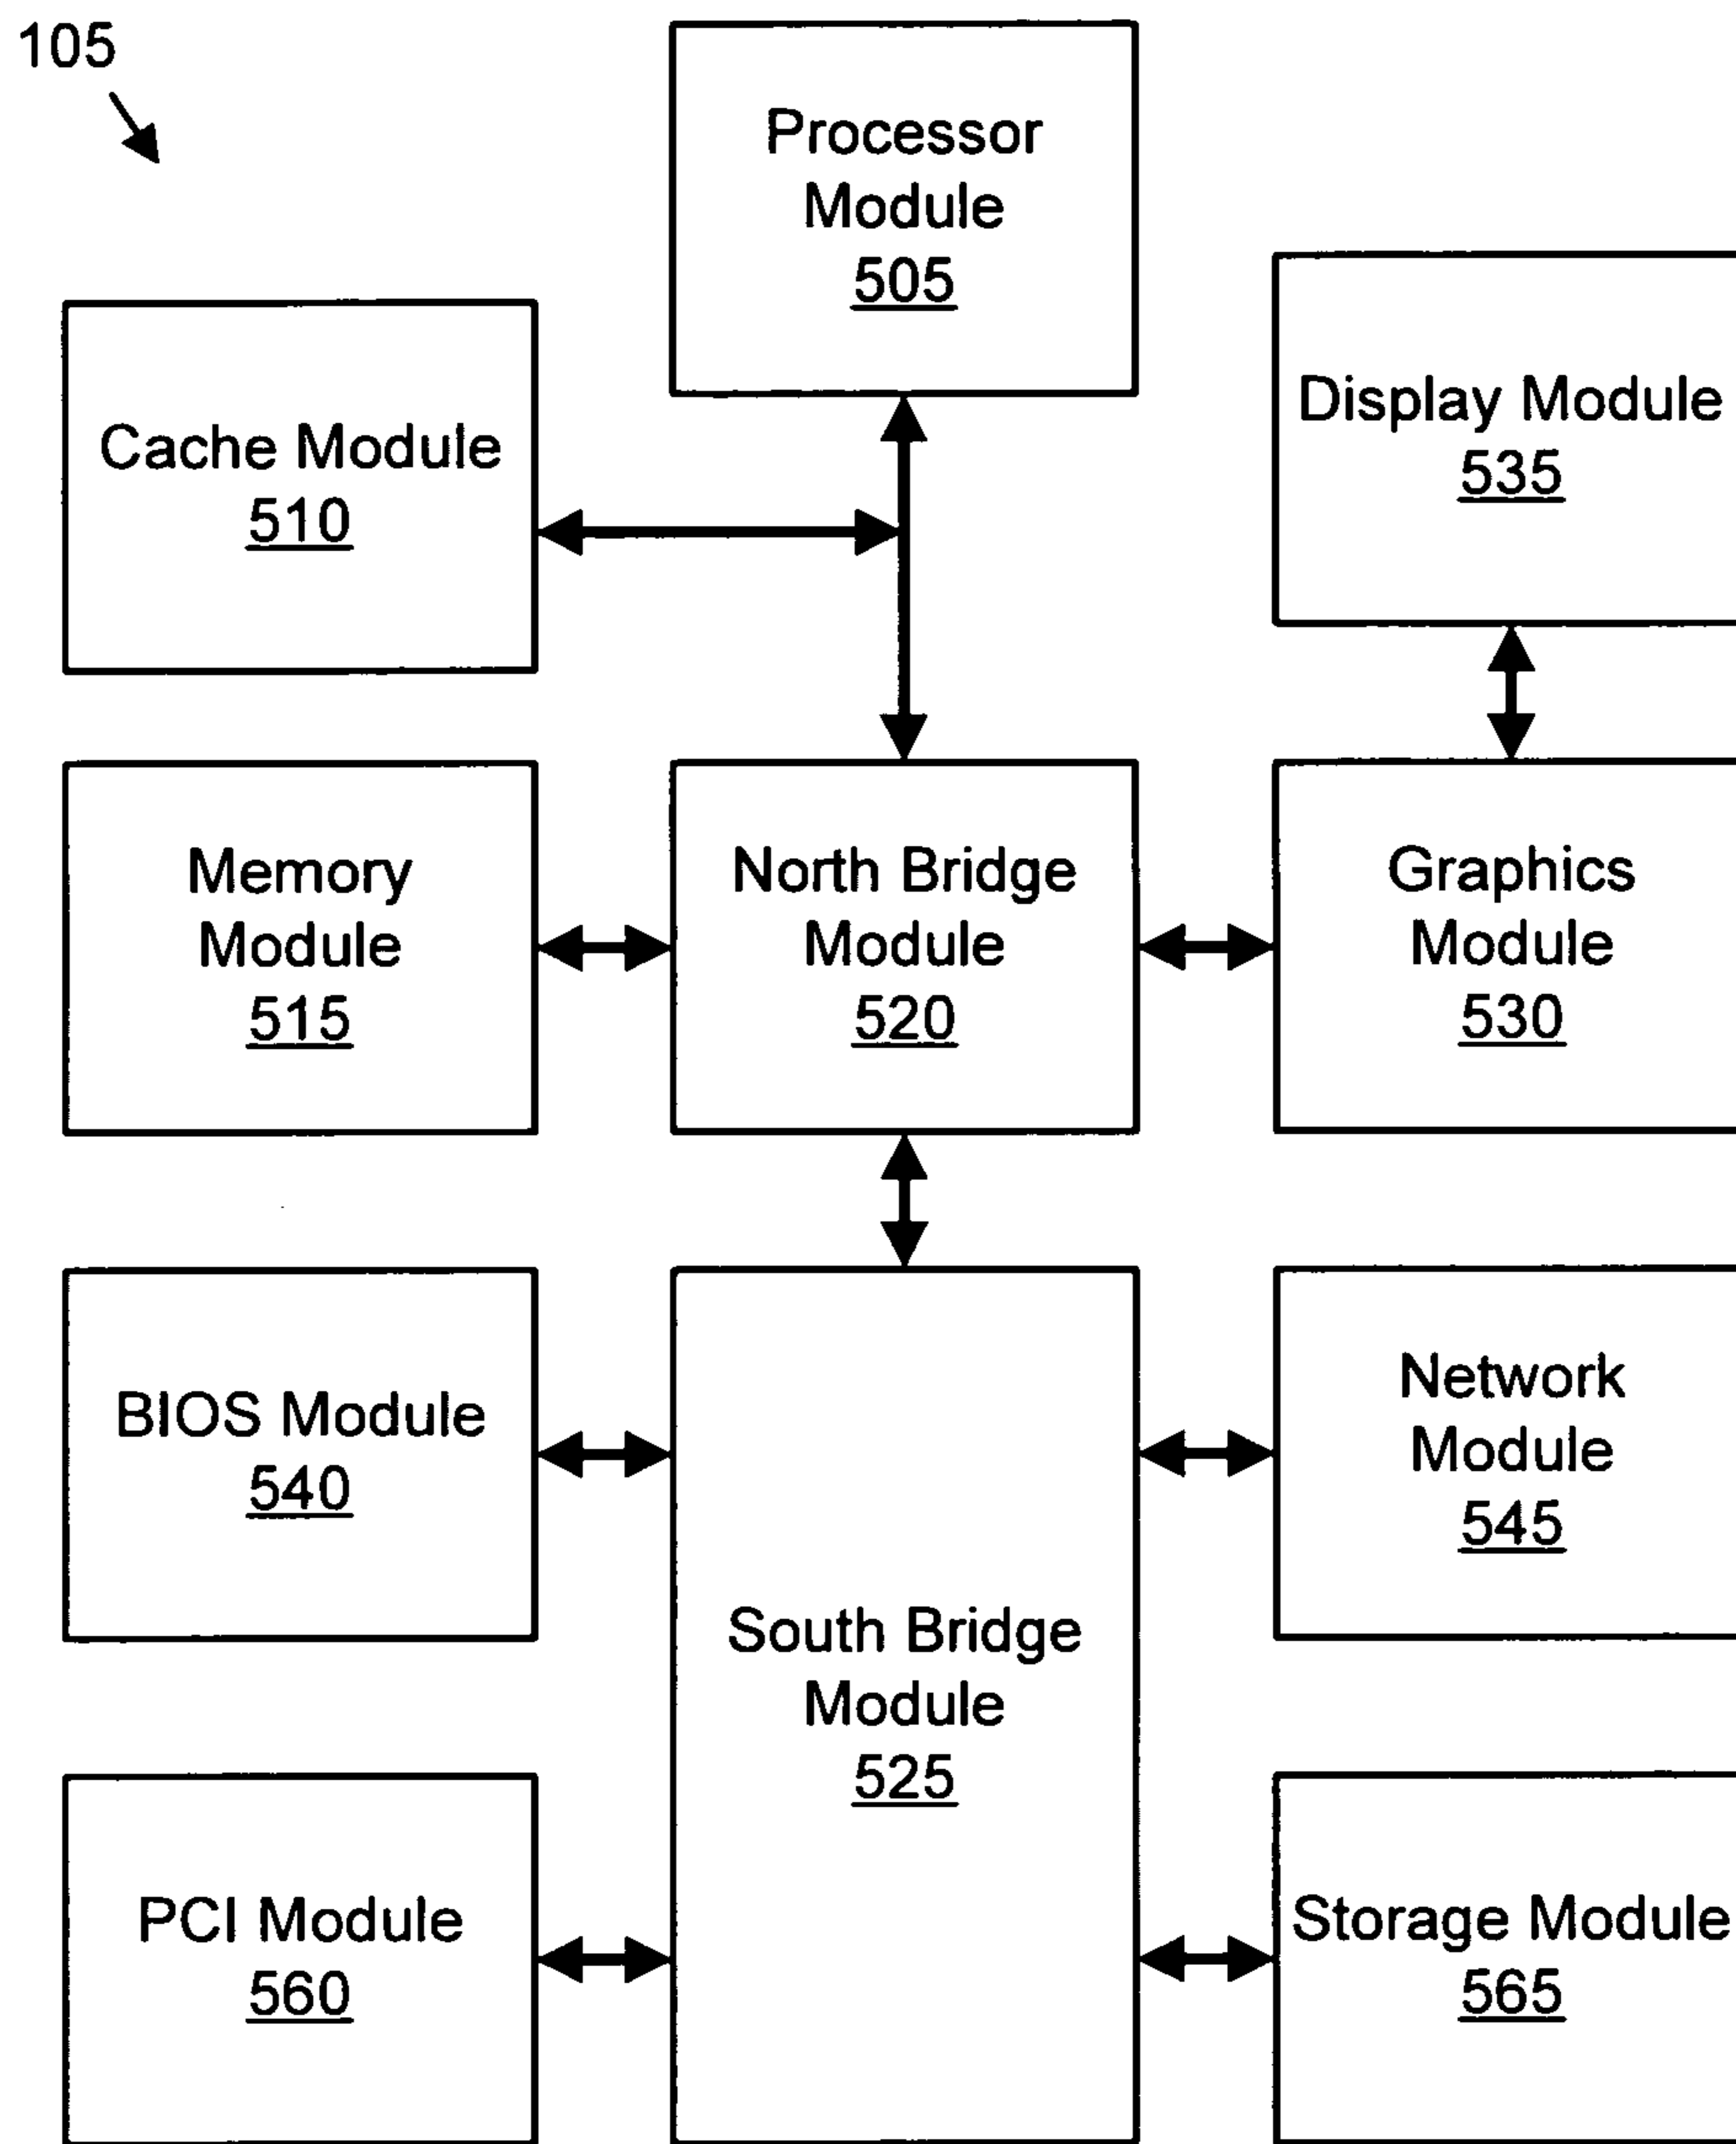 105
Processor
Module
505
Cache Module
510
Display Module
535
Memory
Module
515
North Bridge
Module
520
Graphics
Module
530
BIOS Module
540
Network
Module
545
South Bridge
Module
525
PCI Module
560
Storage Module
565